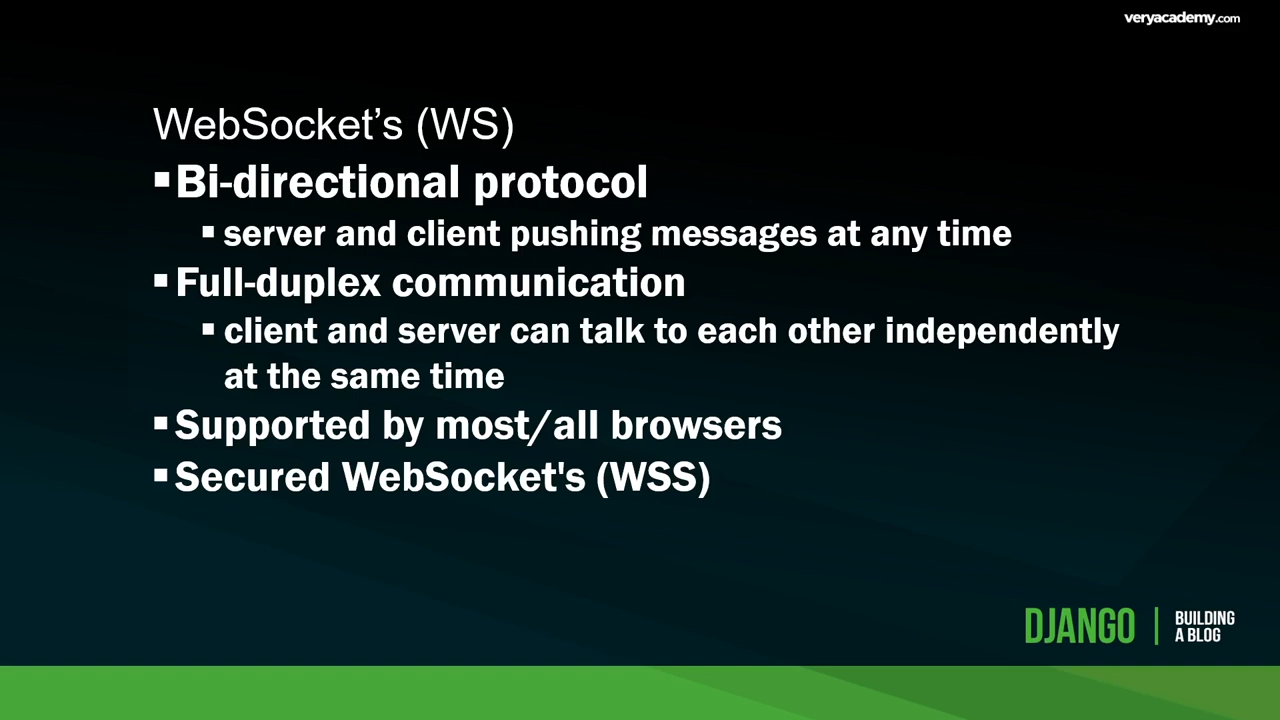 veryacademy.com
WebSocket’s (WS)
▪Bi-directional protocol
▪server and client pushing messages at any time
▪Full-duplex communication
▪client and server can talk to each other independently
at the same time
▪Supported by most/all browsers
▪Secured WebSocket's (WSS)
DJANGO
BUILDING
A BLOG